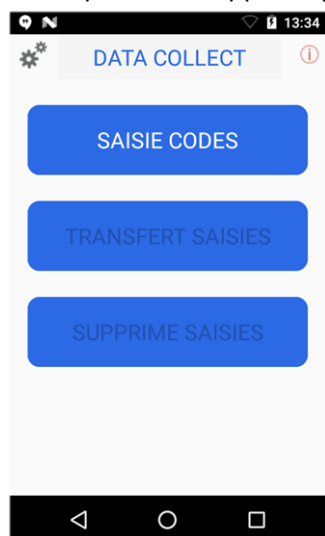 13:34
DATA COLLECT
SAISIE CODES
TRANSFERT SAISIES
SUPPRIME SAISIES